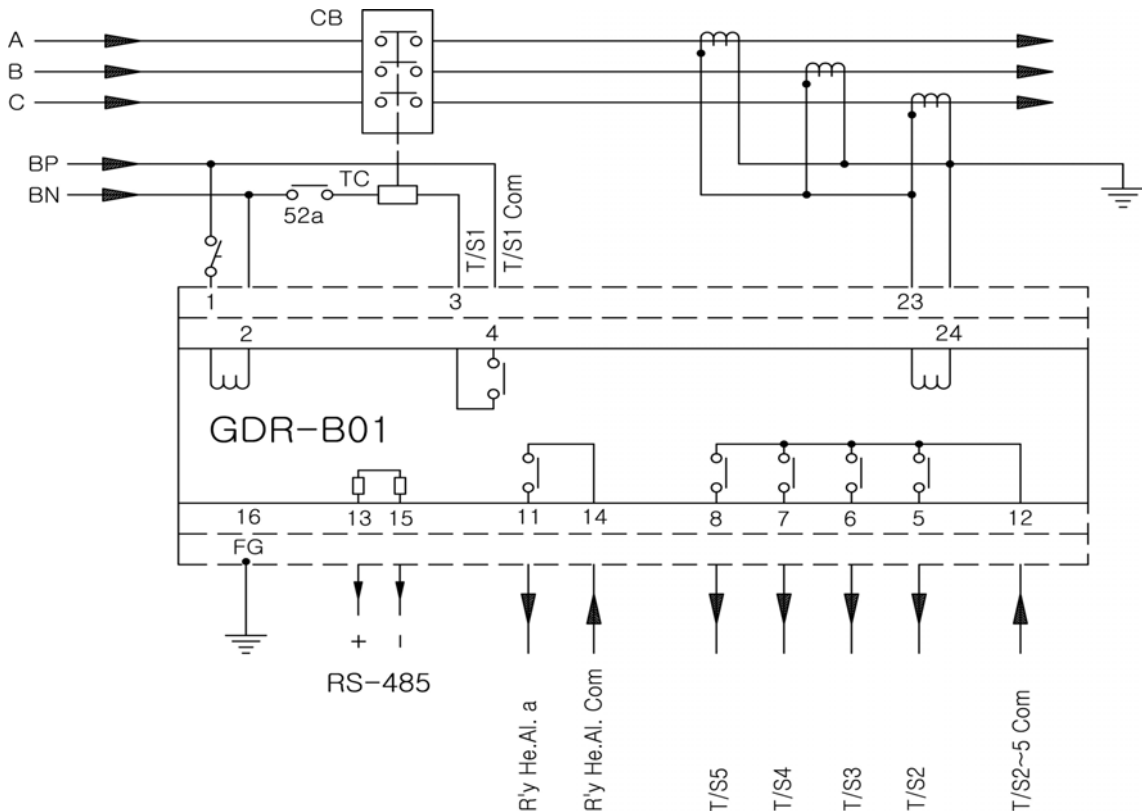 CB
A
B
C
BP
BN
TC
52a
T/S1
T/S1 Com
1
3
23
2
4
24
GDR-B01
16
13
15
11
14
8
7
6
5
12
FG
+
-
RS-485
R'y He.Al. a
R'y He.Al. Com
T/S5
T/S4
T/S3
T/S2
T/S2~5 Com